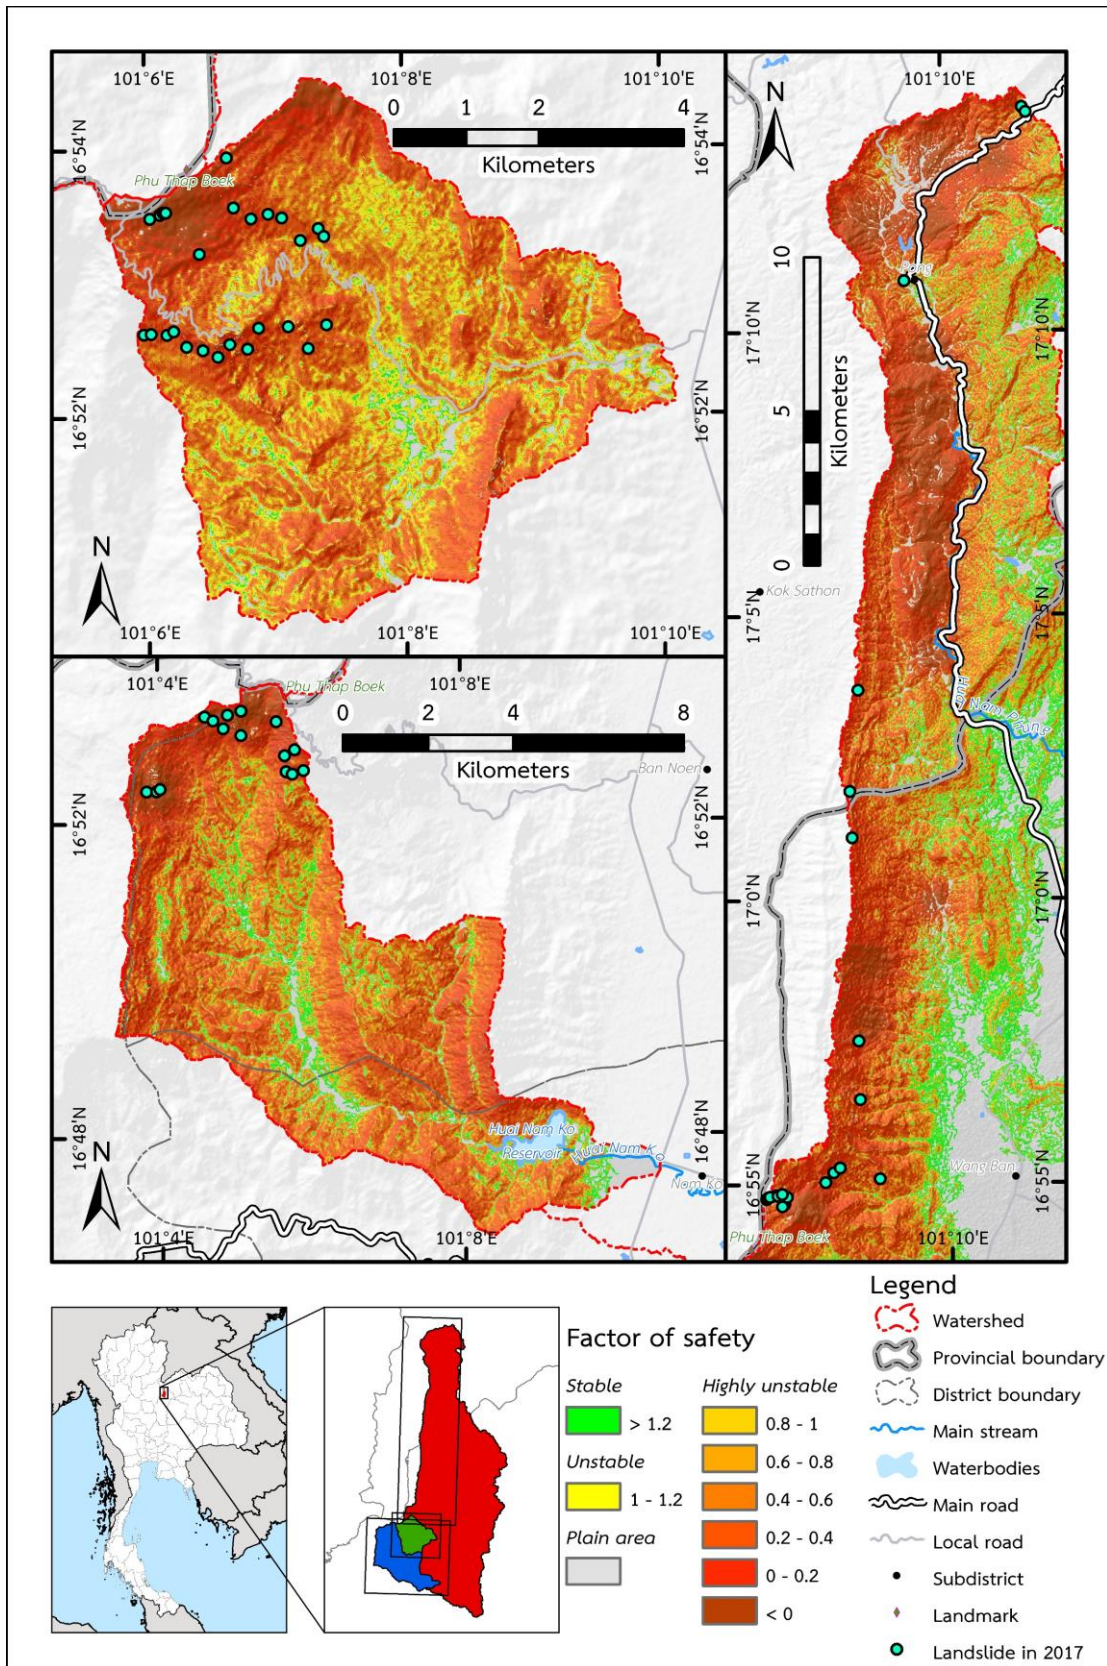 101°6'E
101°8'E
101°10'E
0
1
2
4
Kilometers
16°54'N
16°54'N
Phu Thap Boek
16°52'N
16°52'N
N
101°6'E
101°8'E
101°10'E
101°4'E
101°8'E
Phu Thap Boek
0
2
4
8
Kilometers
Ban Noen
16°52'N
16°52'N
16°48'N
16°48'N
Huai Nam Ko
Reservoir
Huai Nam Ko
Nam Ko
N
101°4'E
101°8'E
101°10'E
N
10
5
0
Kilometers
Pong
17°10'N
17°10'N
Kok Sathon
17°5'N
17°5'N
Huai
Nam Phung
17°0'N
17°0'N
Wang Ban
16°55'N
16°55'N
Phu Thap Boek
101°10'E
Factor of safety
Stable
> 1.2
Unstable
1 - 1.2
Plain area
Highly unstable
0.8 - 1
0.6 - 0.8
0.4 - 0.6
0.2 - 0.4
0 - 0.2
< 0
Legend
Watershed
Provincial boundary
District boundary
Main stream
Waterbodies
Main road
Local road
Subdistrict
Landmark
Landslide in 2017